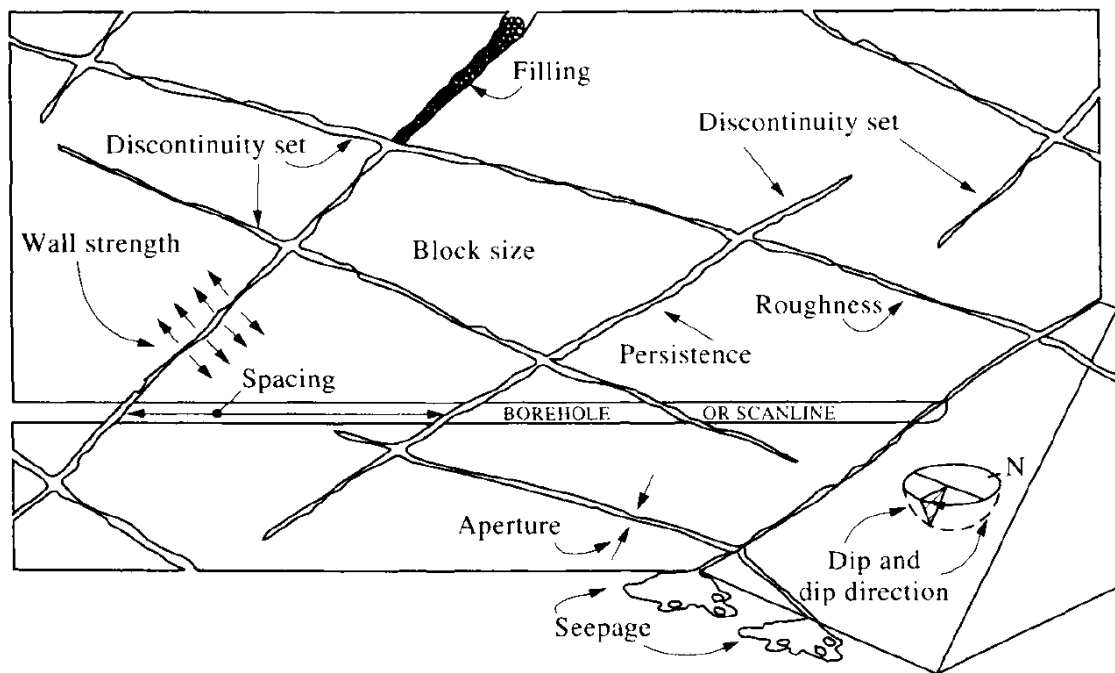 Filling
Discontinuity set
Discontinuity set
Wall strength
Block size
Roughness
Persistence
Spacing
BOREHOLE OR SCANLINE
N
Aperture
Dip and
dip direction
Seepage